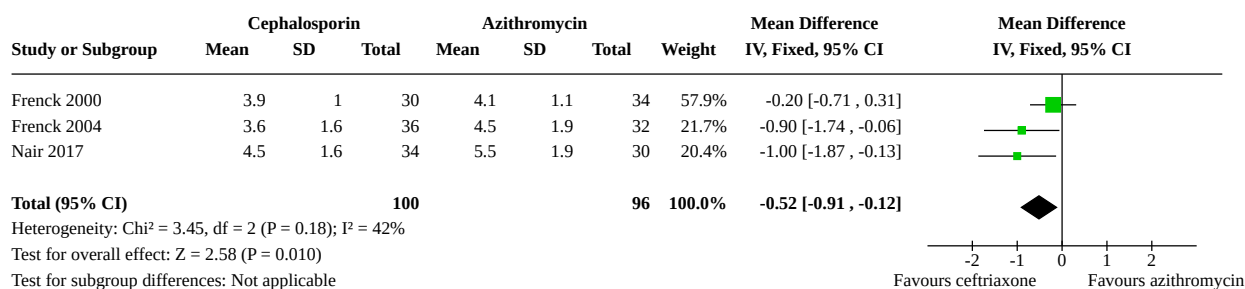 Cephalosporin Azithromycin Mean Difference Mean Difference
Study or Subgroup Mean SD Total Mean SD Total Weight IV, Fixed, 95% CI IV, Fixed, 95% CI
Frenck 2000 3.9 1 30 4.1 1.1 34 57.9% -0.20 [-0.71 , 0.31]
Frenck 2004 3.6 1.6 36 4.5 1.9 32 21.7% -0.90 [-1.74 , -0.06]
Nair 2017 4.5 1.6 34 5.5 1.9 30 20.4% -1.00 [-1.87 , -0.13]
Total (95% CI) 100 96 100.0% -0.52 [-0.91 , -0.12]
Heterogeneity: Chi² = 3.45, df = 2 (P = 0.18); I² = 42%
Test for overall effect: Z = 2.58 (P = 0.010)
-2 -1 0 1 2
Test for subgroup differences: Not applicable Favours ceftriaxone Favours azithromycin